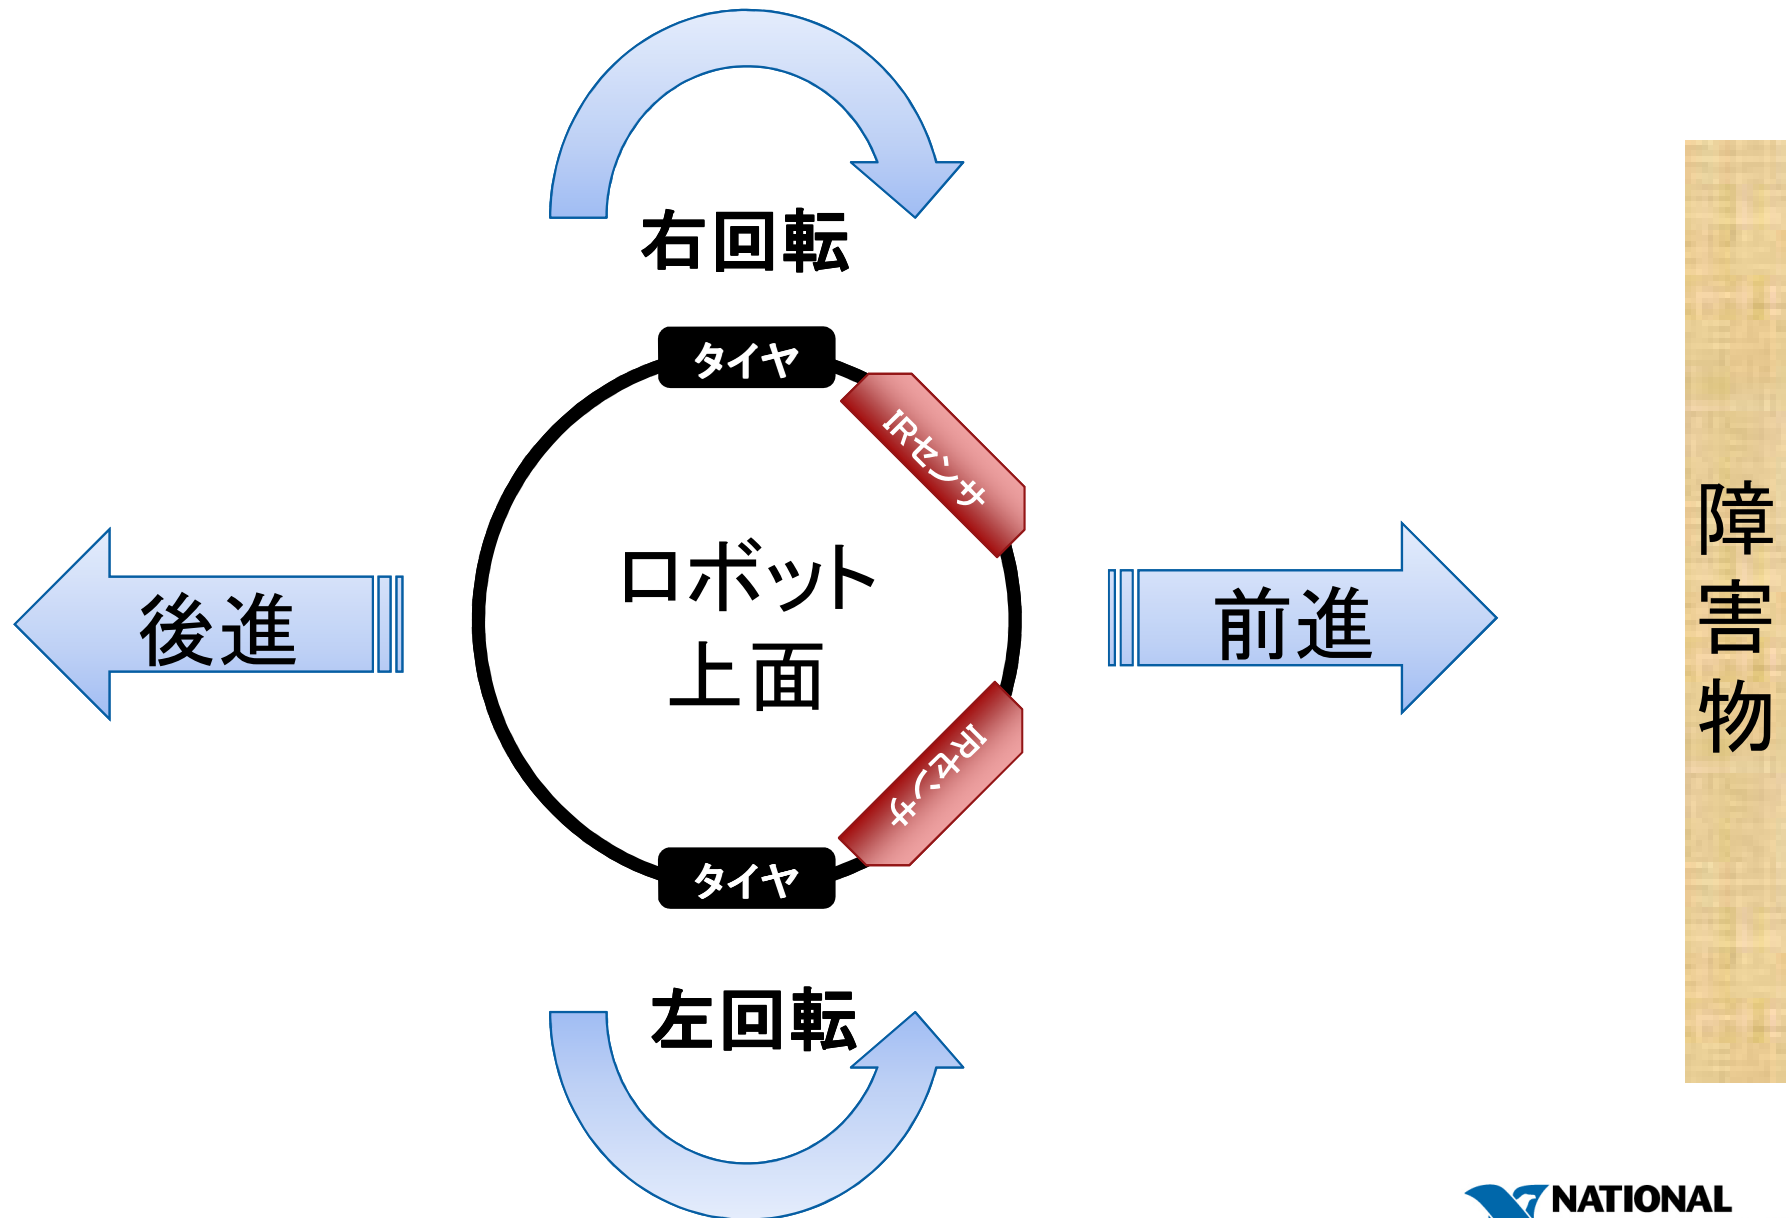 右回転
タイヤ
IRセンサ
ロボット
上面
後進
前進
障
害
物
IRセンサ
タイヤ
左回転
NATIONAL